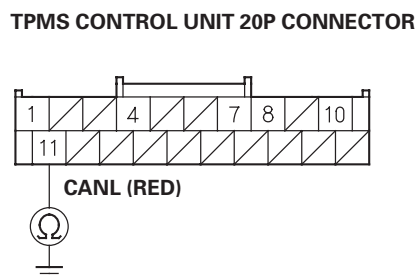 TPMS CONTROL UNIT 20P CONNECTOR
1 4 7 8 10
11
CANL (RED)
Ω